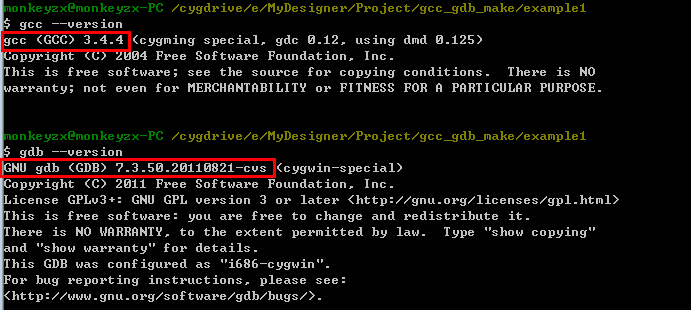 monkeyzx@monkeyzx-PC /cygdrive/e/MyDesigner/Project/gcc_gdb_make/example1
$ gcc --version
gcc (GCC) 3.4.4 (cygming special, gdc 0.12, using dmd 0.125)
Copyright (C) 2004 Free Software Foundation, Inc.
This is free software; see the source for copying conditions.  There is NO
warranty; not even for MERCHANTABILITY or FITNESS FOR A PARTICULAR PURPOSE.
monkeyzx@monkeyzx-PC /cygdrive/e/MyDesigner/Project/gcc_gdb_make/example1
$ gdb --version
GNU gdb (GDB) 7.3.50.20110821-cvs (cygwin-special)
Copyright (C) 2011 Free Software Foundation, Inc.
License GPLv3+: GNU GPL version 3 or later <http://gnu.org/licenses/gpl.html>
This is free software: you are free to change and redistribute it.
There is NO WARRANTY, to the extent permitted by law.  Type "show copying"
and "show warranty" for details.
This GDB was configured as "i686-cygwin".
For bug reporting instructions, please see:
<http://www.gnu.org/software/gdb/bugs/>.